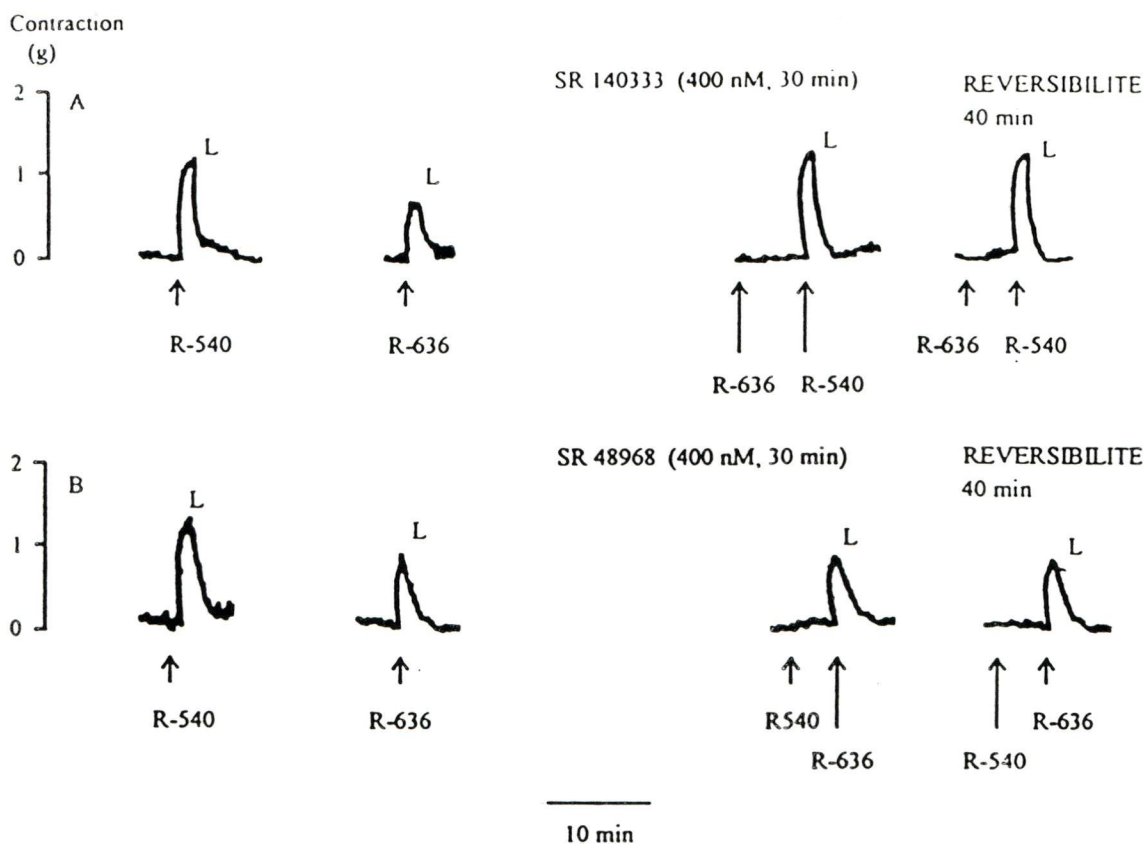 Contraction
(g)
SR 140333 (400 nM, 30 min)
REVERSIBILITE
40 min
2
A
L
L
L
L
1
0
R-540
R-636
R-636
R-540
R-636
R-540
SR 48968 (400 nM, 30 min)
REVERSIBILITE
40 min
2
B
L
L
L
L
1
0
R-540
R-636
R540
R-636
R-636
R-540
10 min